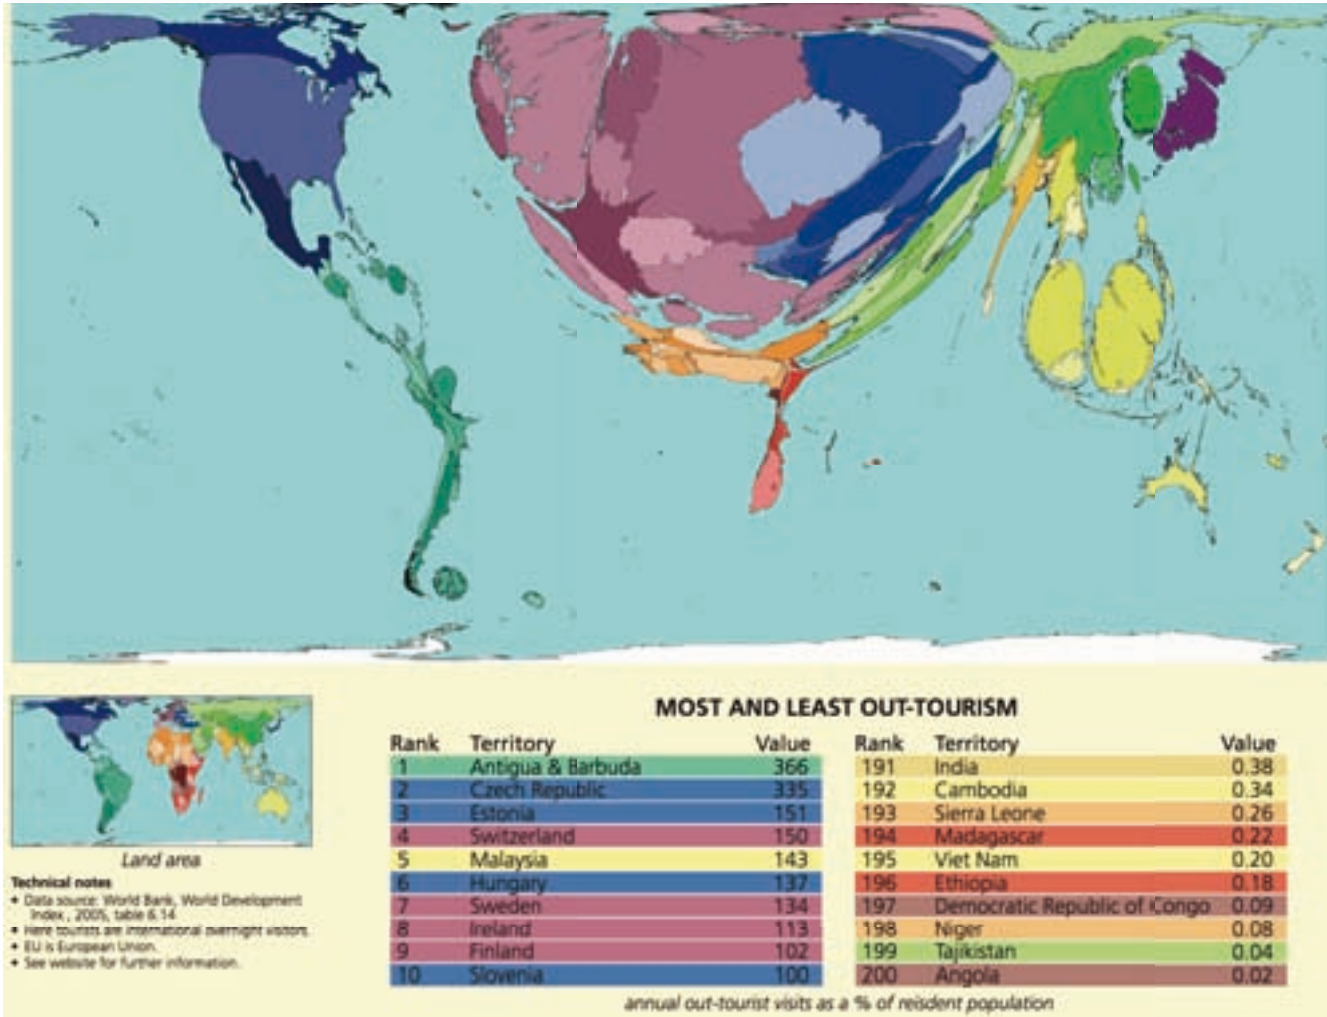 MOST AND LEAST OUT-TOURISM
Rank Territory Value
1 Antigua & Barbuda 366
2 Czech Republic 335
3 Estonia 151
4 Switzerland 150
5 Malaysia 143
6 Hungary 137
7 Sweden 134
8 Ireland 113
9 Finland 102
10 Slovenia 100
Rank Territory Value
191 India 0.38
192 Cambodia 0.34
193 Sierra Leone 0.26
194 Madagascar 0.22
195 Viet Nam 0.20
196 Ethiopia 0.18
197 Democratic Republic of Congo 0.09
198 Niger 0.08
199 Tajikistan 0.04
200 Angola 0.02
annual out-tourist visits as a % of reisdent population
Land area
Technical notes
• Data source: World Bank, World Development
Index, 2005, table 6.14
• Here tourists are international overnight visitors.
• EU is European Union.
• See website for further information.